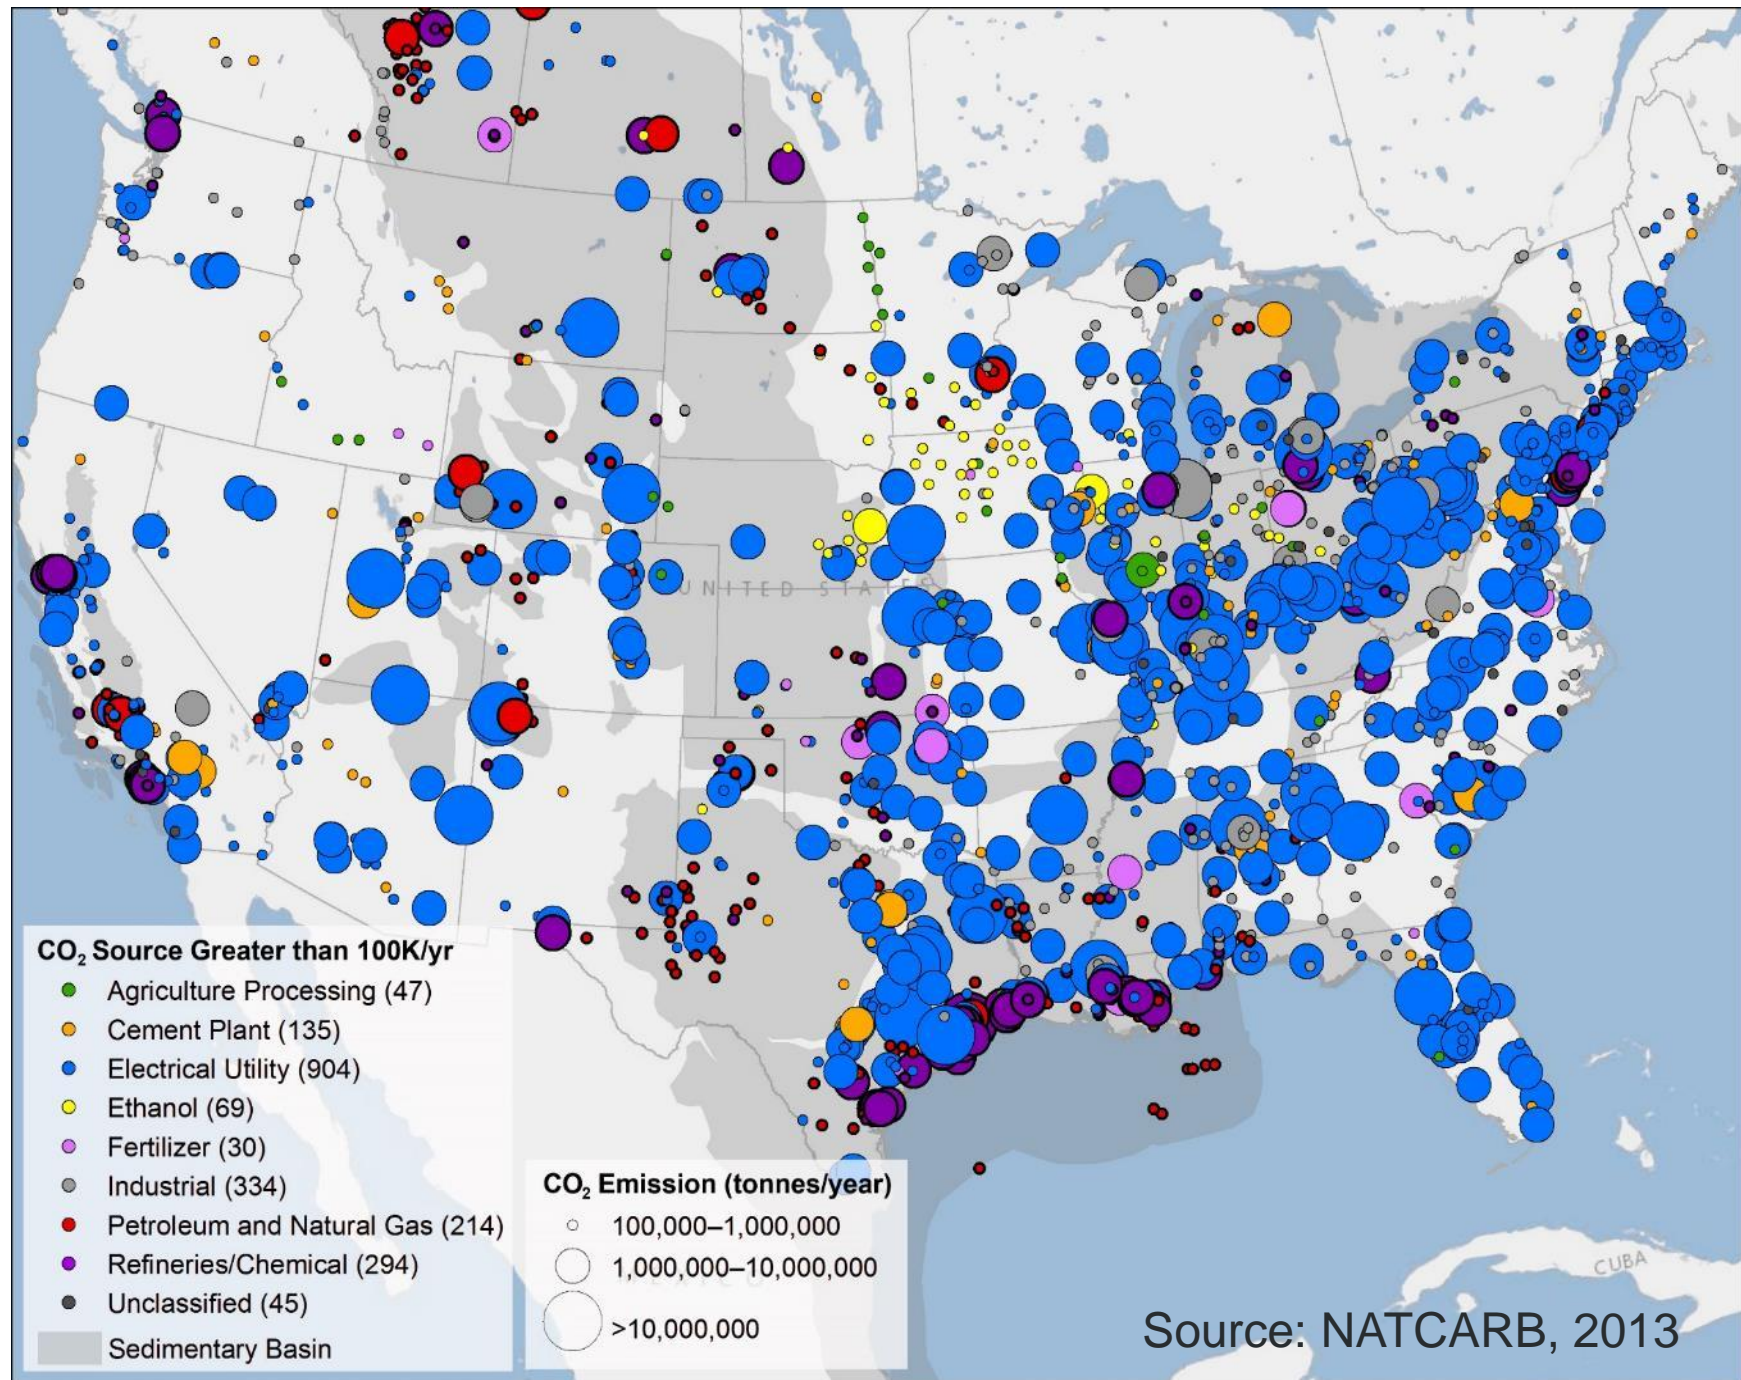 UNITED STATES
CO₂ Source Greater than 100K/yr
Agriculture Processing (47)
Cement Plant (135)
Electrical Utility (904)
Ethanol (69)
Fertilizer (30)
Industrial (334)
Petroleum and Natural Gas (214)
Refineries/Chemical (294)
Unclassified (45)
Sedimentary Basin
CO₂ Emission (tonnes/year)
100,000–1,000,000
1,000,000–10,000,000
>10,000,000
MEXICO
CUBA
Source: NATCARB, 2013